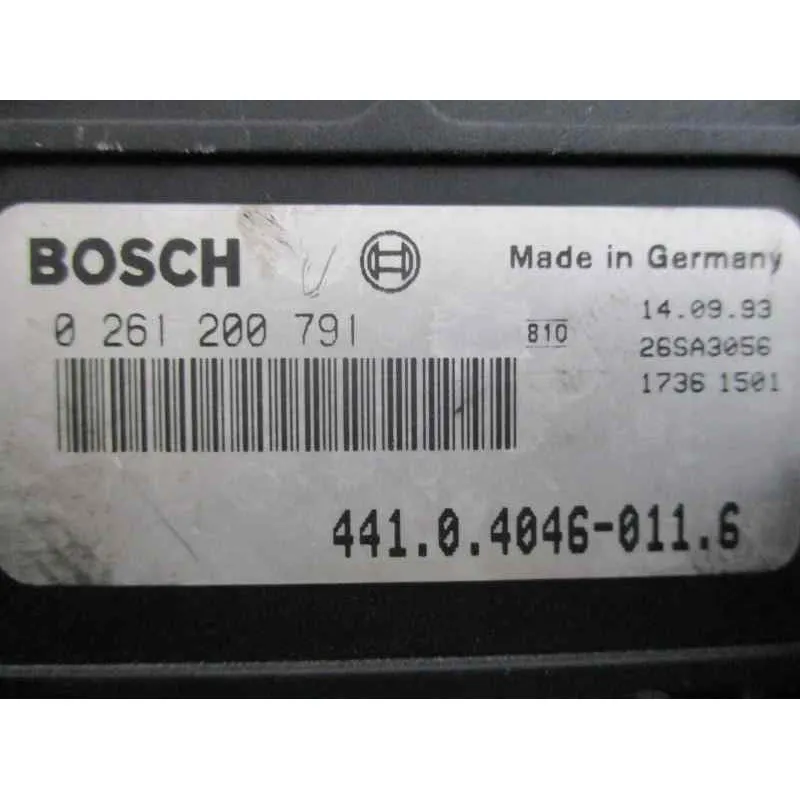 BOSCH
Made in Germany
0 261 200 791
810
14.09.93
26SA3056
1736 1501
441.0.4046-011.6